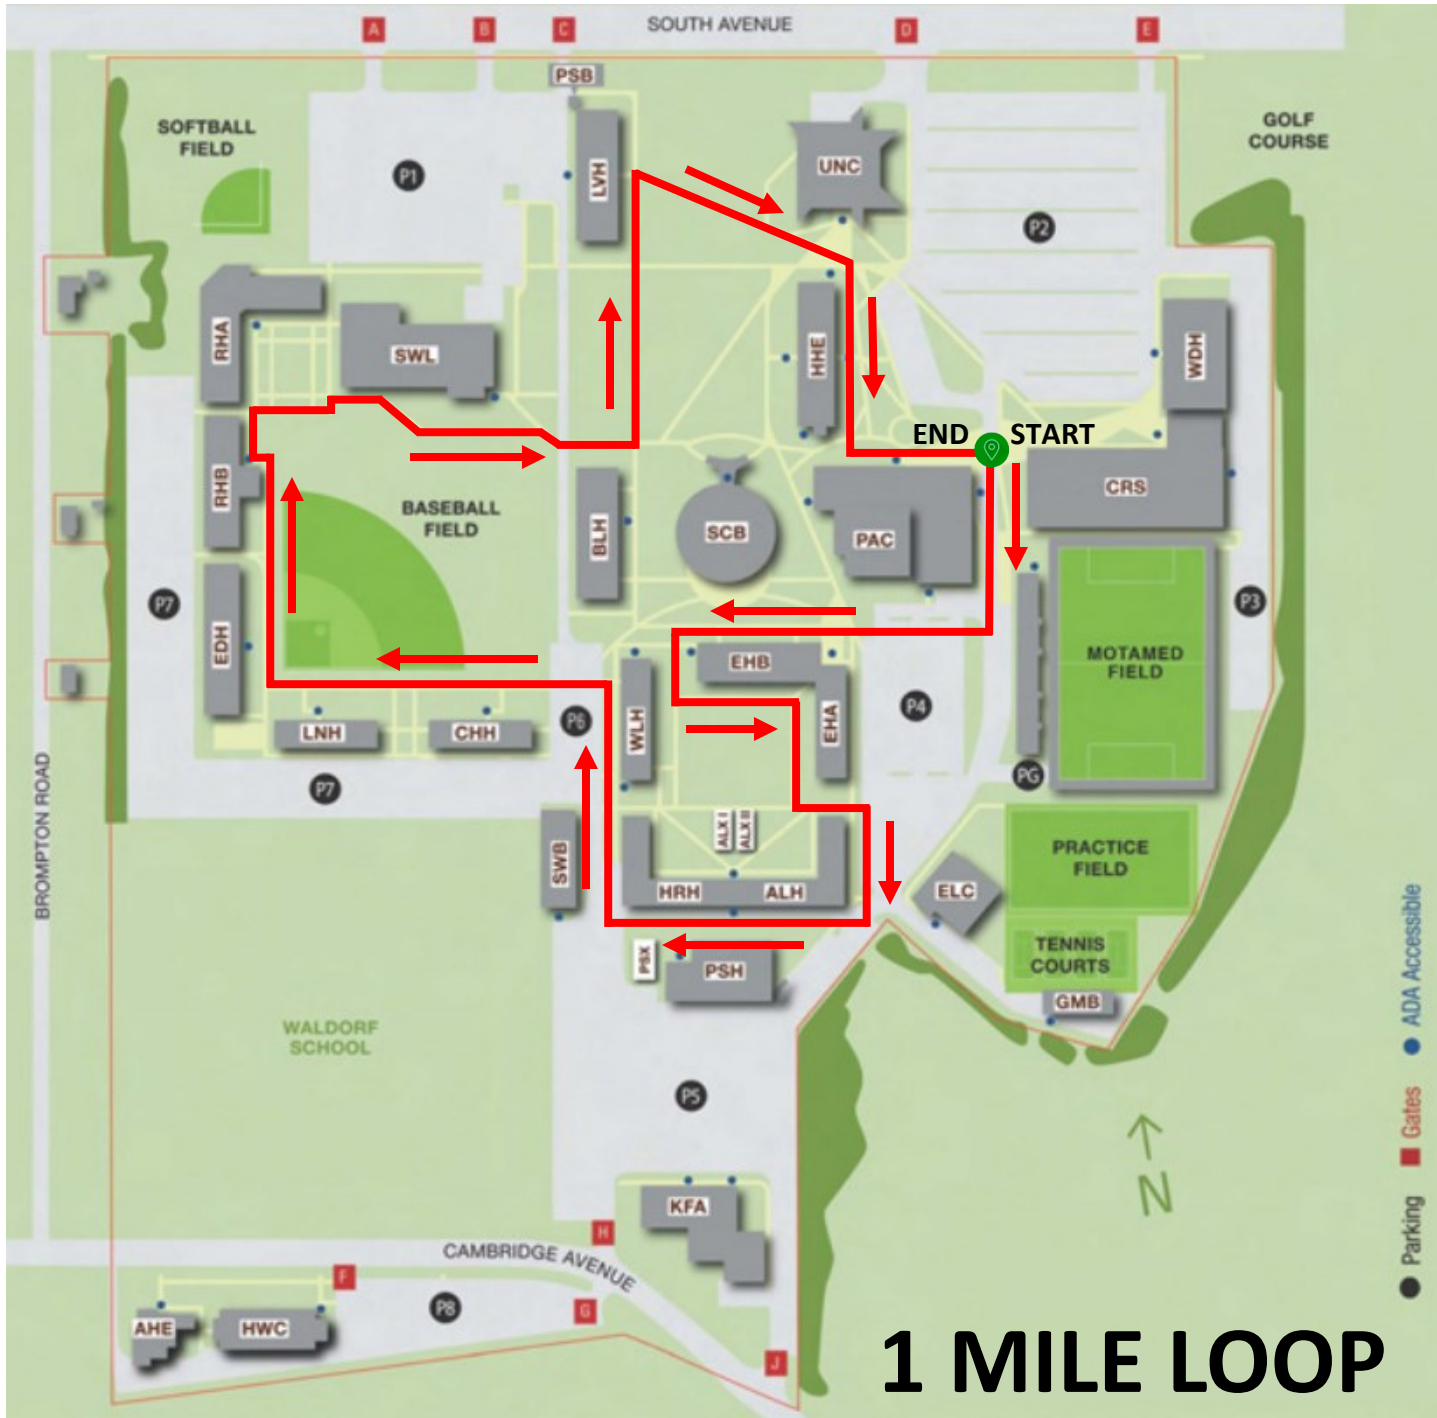 SOUTH AVENUE
A
B
C
D
E
PSB
SOFTBALL
FIELD
GOLF
COURSE
P1
LVH
UNC
P2
RHA
SWL
HHE
WDH
END
START
RHB
BASEBALL
FIELD
BLH
SCB
PAC
CRS
P7
EDH
P3
MOTAMED
FIELD
EHB
WLH
EHA
P4
P6
LNH
CHH
P7
PG
BROMPTON ROAD
SWB
ALX I
ALX II
HRH
ALH
PRACTICE
FIELD
ELC
TENNIS
COURTS
GMB
PSX
PSH
WALDORF
SCHOOL
P5
N
KFA
H
CAMBRIDGE AVENUE
F
G
J
P8
AHE
HWC
Parking
Gates
ADA Accessible
1 MILE LOOP